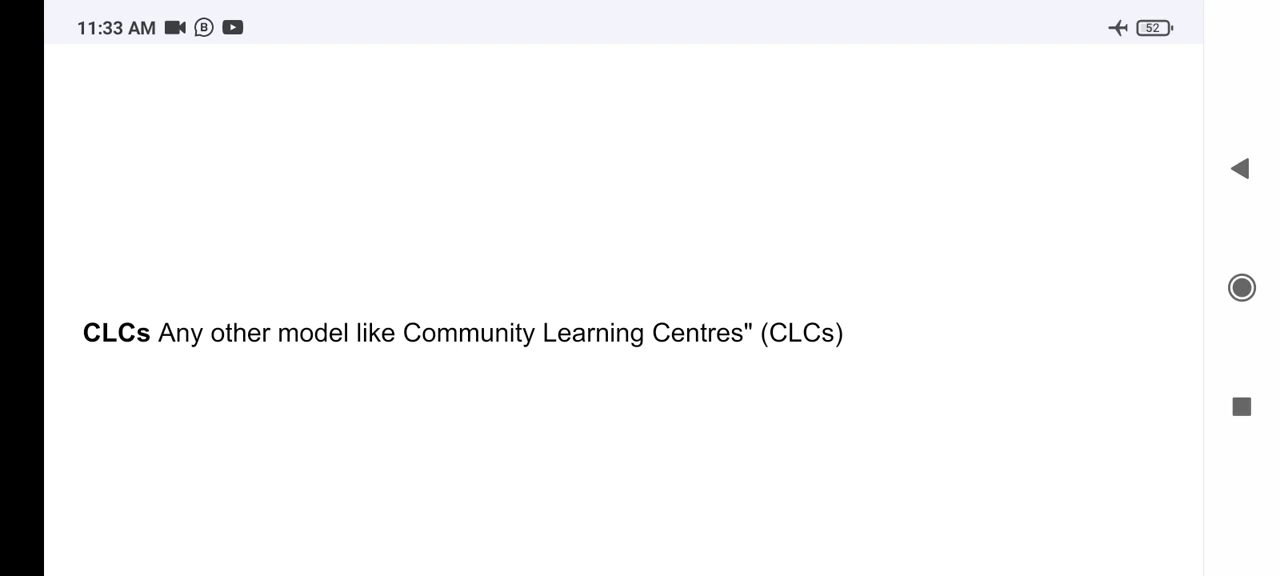 11:33 AM B 52
CLCs Any other model like Community Learning Centres" (CLCs)